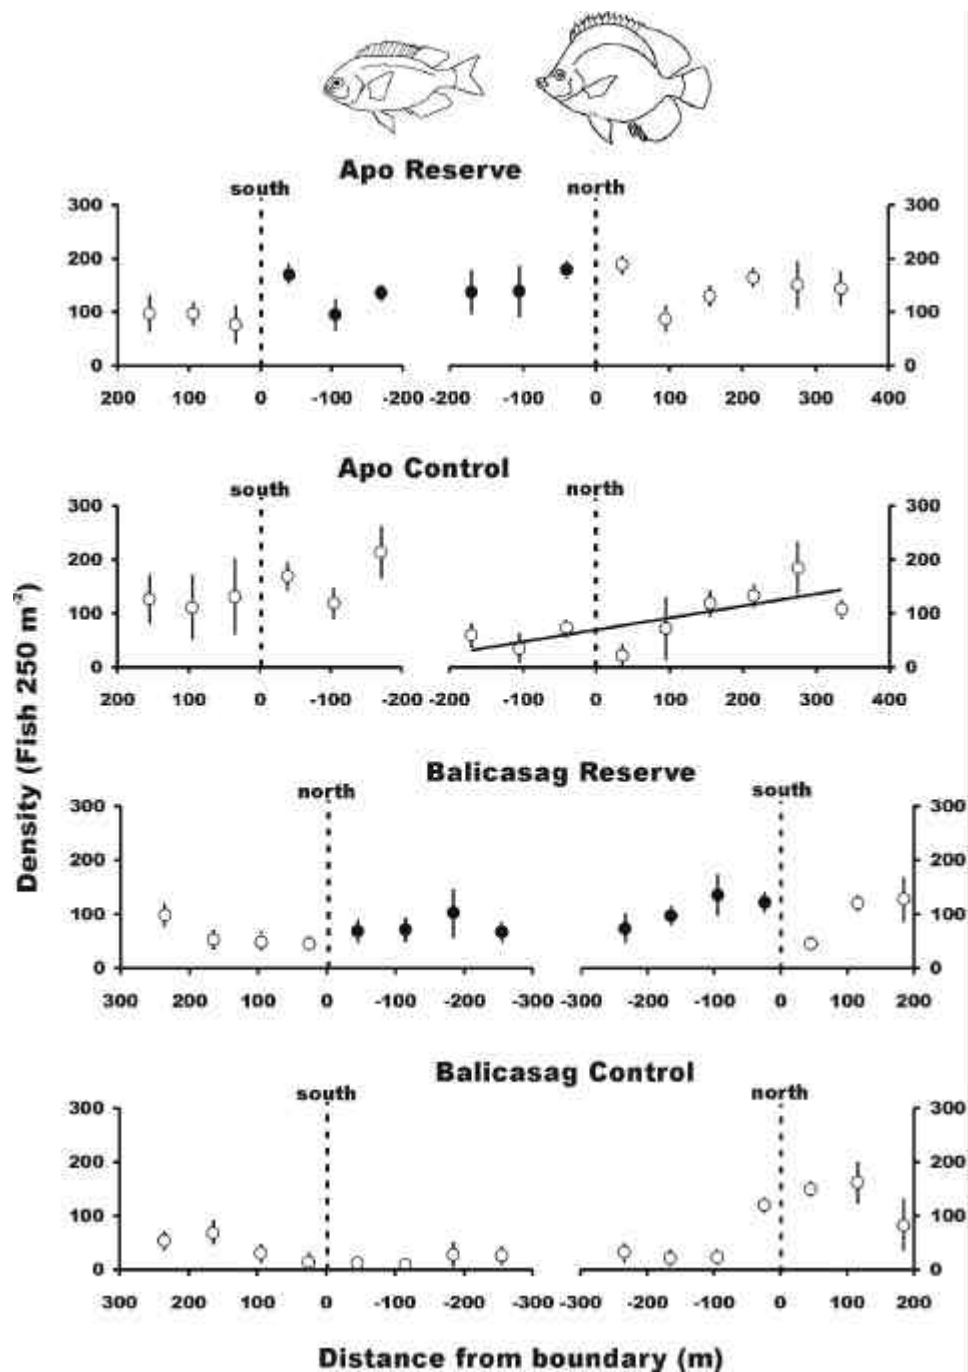 Apo Reserve
south north
300 300
200 200
100 100
0 0
200 100 0 -100 -200 -200 -100 0 100 200 300 400
Apo Control
south north
300 300
200 200
100 100
0 0
200 100 0 -100 -200 -200 -100 0 100 200 300 400
Density (Fish 250 m⁻²)
Balicasag Reserve
north south
300 300
200 200
100 100
0 0
300 200 100 0 -100 -200 -300 -300 -200 -100 0 100 200
Balicasag Control
south north
300 300
200 200
100 100
0 0
300 200 100 0 -100 -200 -300 -300 -200 -100 0 100 200
Distance from boundary (m)